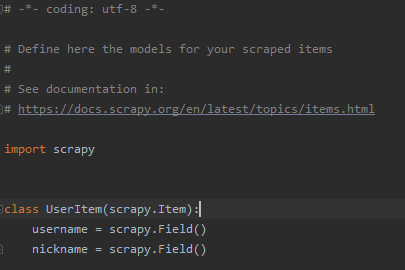 # -*- coding: utf-8 -*-
# Define here the models for your scraped items
#
# See documentation in:
# https://docs.scrapy.org/en/latest/topics/items.html
import scrapy
class UserItem(scrapy.Item):
    username = scrapy.Field()
    nickname = scrapy.Field()